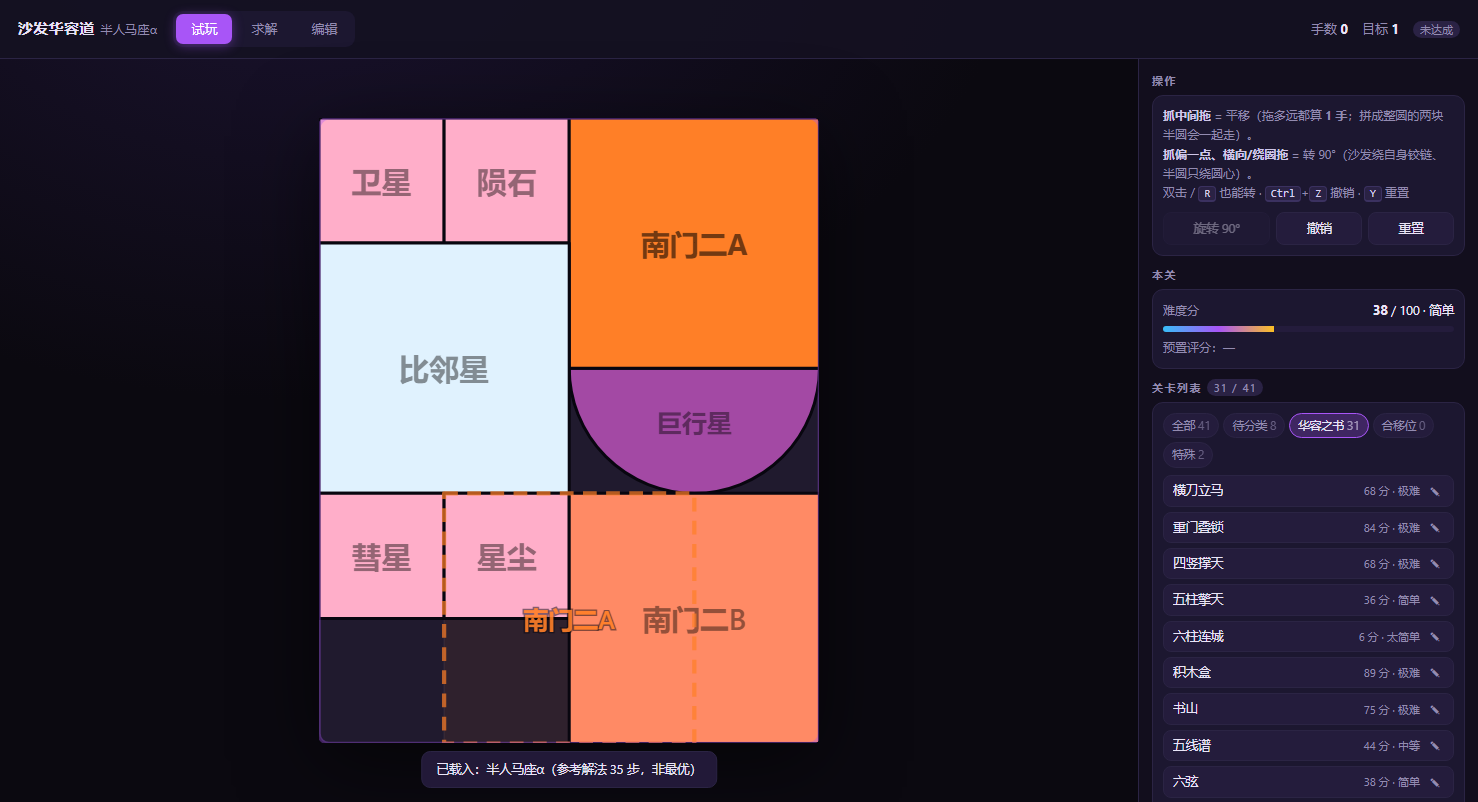 沙发华容道 半人马座α 试玩 求解 编辑 手数 0 目标 1 未达成
卫星 陨石
南门二A
比邻星
巨行星
彗星 星尘
南门二A 南门二B
已载入：半人马座α（参考解法 35 步，非最优）
操作
抓中间拖 = 平移（拖多远都算 1 手；拼成整圆的两块
半圆会一起走）。
抓偏一点、横向/绕圆拖 = 转 90°（沙发绕自身铰链、
半圆只绕圆心）。
双击 / R 也能转 · Ctrl + Z 撤销 · Y 重置
旋转 90° 撤销 重置
本关
难度分 38 / 100 · 简单
预置评分：—
关卡列表 31 / 41
全部 41 待分类 8 华容之书 31 合移位 0
特殊 2
横刀立马 68 分 · 极难
重门叠锁 84 分 · 极难
四竖撑天 68 分 · 极难
五柱擎天 36 分 · 简单
六柱连城 6 分 · 太简单
积木盒 89 分 · 极难
书山 75 分 · 极难
五线谱 44 分 · 中等
六弦 38 分 · 简单